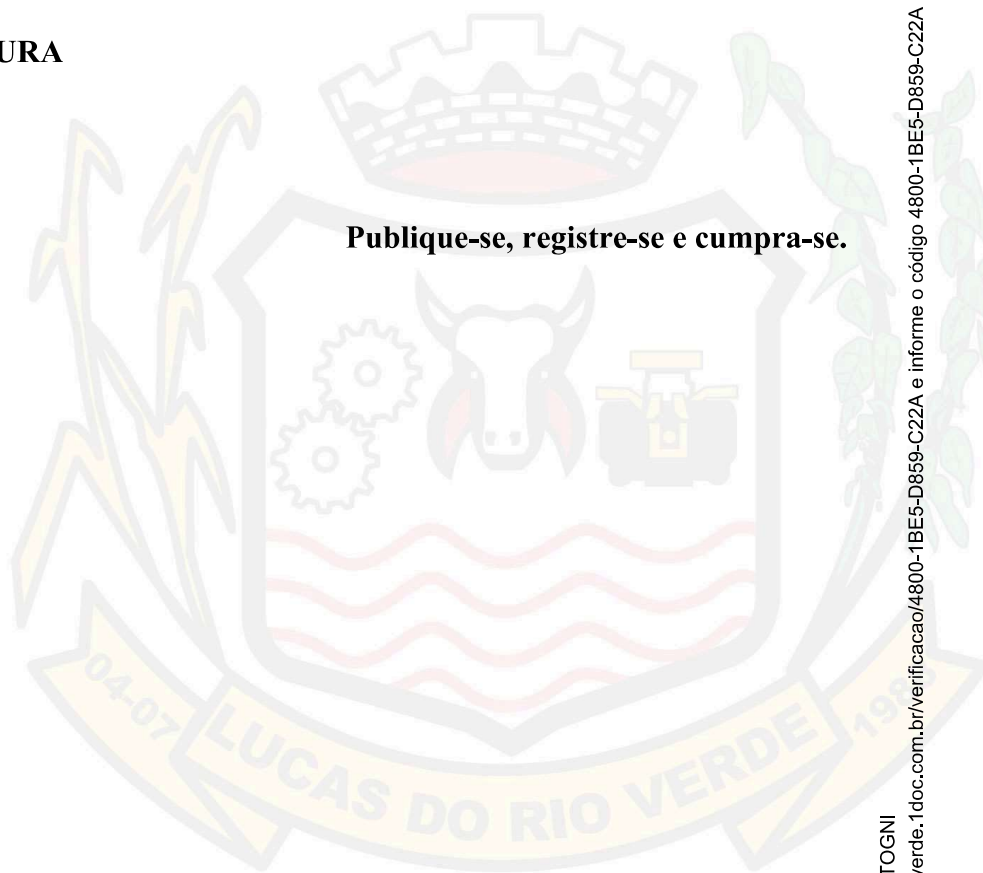 URA
Publique-se, registre-se e cumpra-se.
04-07
LUCAS DO RIO VERDE
TOGNI
verde.1doc.com.br/verificacao/4800-1BE5-D859-C22A e informe o código 4800-1BE5-D859-C22A